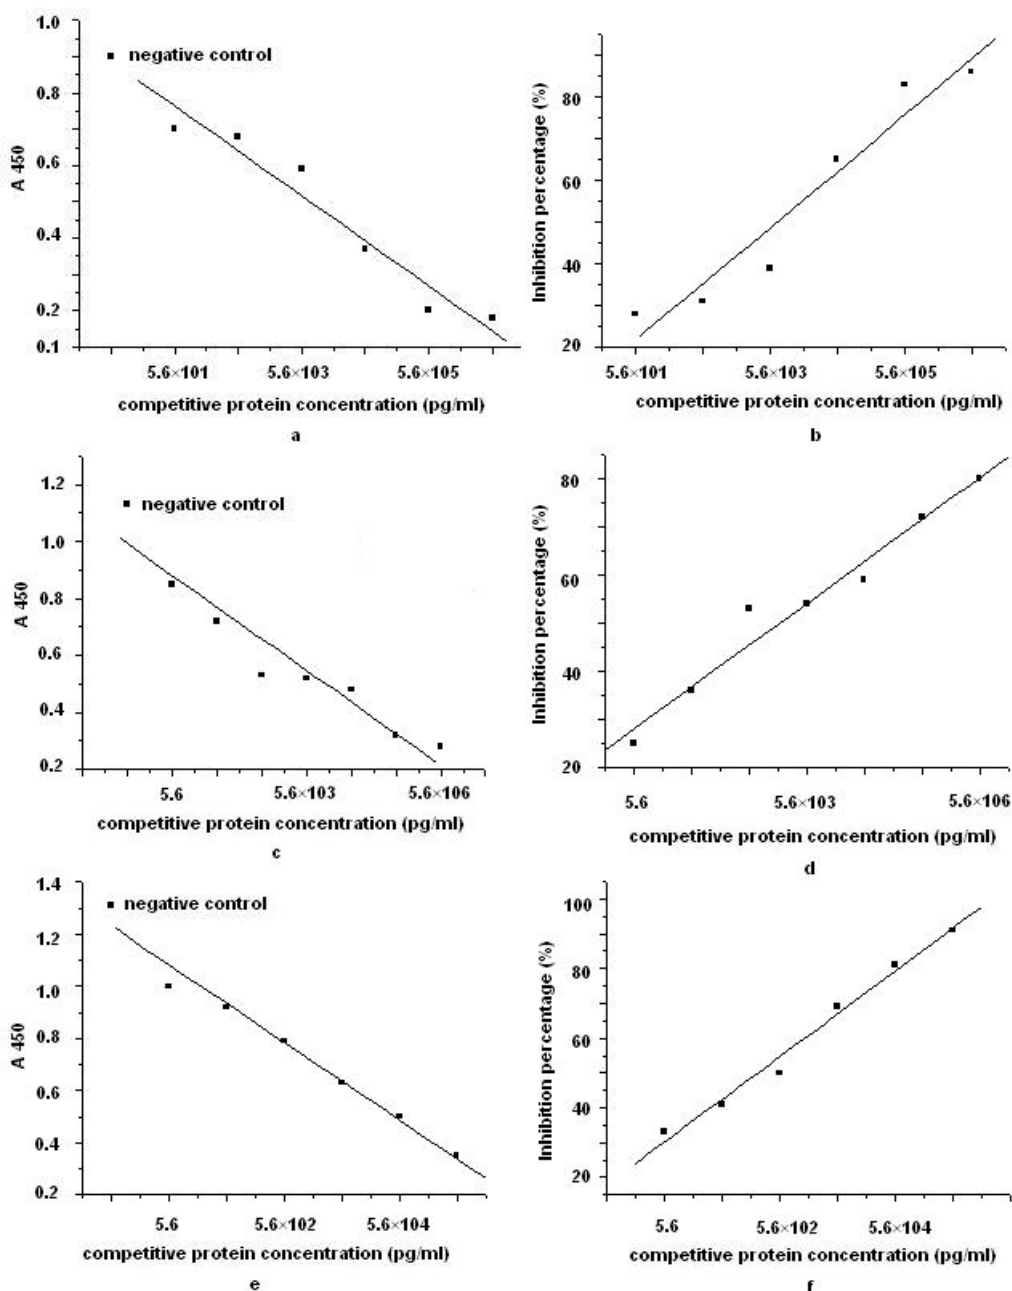 1.0
negative control
0.8
0.6
0.4
0.2
0.1
A 450
5.6×101 5.6×103 5.6×105
competitive protein concentration (pg/ml)
a
80
60
40
20
Inhibition percentage (%)
5.6×101 5.6×103 5.6×105
competitive protein concentration (pg/ml)
b
1.2
negative control
1.0
0.8
0.6
0.4
0.2
A 450
5.6 5.6×103 5.6×106
competitive protein concentration (pg/ml)
c
80
60
40
20
Inhibition percentage (%)
5.6 5.6×103 5.6×106
competitive protein concentration (pg/ml)
d
1.4
negative control
1.2
1.0
0.8
0.6
0.4
0.2
A 450
5.6 5.6×102 5.6×104
competitive protein concentration (pg/ml)
e
100
80
60
40
20
Inhibition percentage (%)
5.6 5.6×102 5.6×104
competitive protein concentration (pg/ml)
f